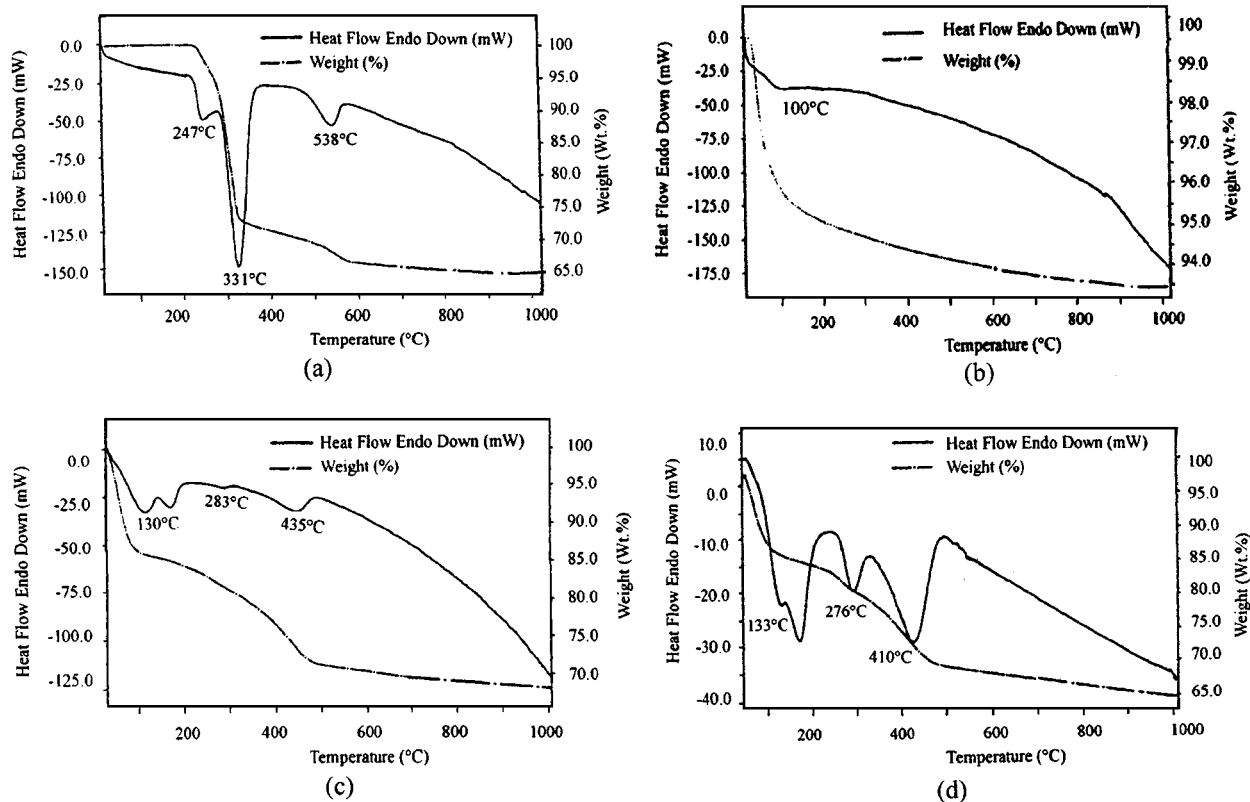 Heat Flow Endo Down (mW)
Weight (%)
0.0
-25.0
-50.0
-75.0
-100.0
-125.0
-150.0
Heat Flow Endo Down (mW)
100
95.0
90.0
85.0
80.0
75.0
70.0
65.0
Weight (Wt.%)
247°C
331°C
538°C
200
400
600
800
1000
Temperature (°C)
(a)
Heat Flow Endo Down (mW)
Weight (%)
0.0
-25.0
-50.0
-75.0
-100.0
-125.0
-150.0
-175.0
Heat Flow Endo Down (mW)
100
99.0
98.0
97.0
96.0
95.0
94.0
Weight (Wt.%)
100°C
200
400
600
800
1000
Temperature (°C)
(b)
Heat Flow Endo Down (mW)
Weight (%)
0.0
-25.0
-50.0
-75.0
-100.0
-125.0
Heat Flow Endo Down (mW)
100
95.0
90.0
85.0
80.0
75.0
70.0
Weight (Wt.%)
130°C
283°C
435°C
200
400
600
800
1000
Temperature (°C)
(c)
Heat Flow Endo Down (mW)
Weight (%)
10.0
0.0
-10.0
-20.0
-30.0
-40.0
Heat Flow Endo Down (mW)
100
95.0
90.0
85.0
80.0
75.0
70.0
65.0
Weight (Wt.%)
133°C
276°C
410°C
200
400
600
800
1000
Temperature (°C)
(d)